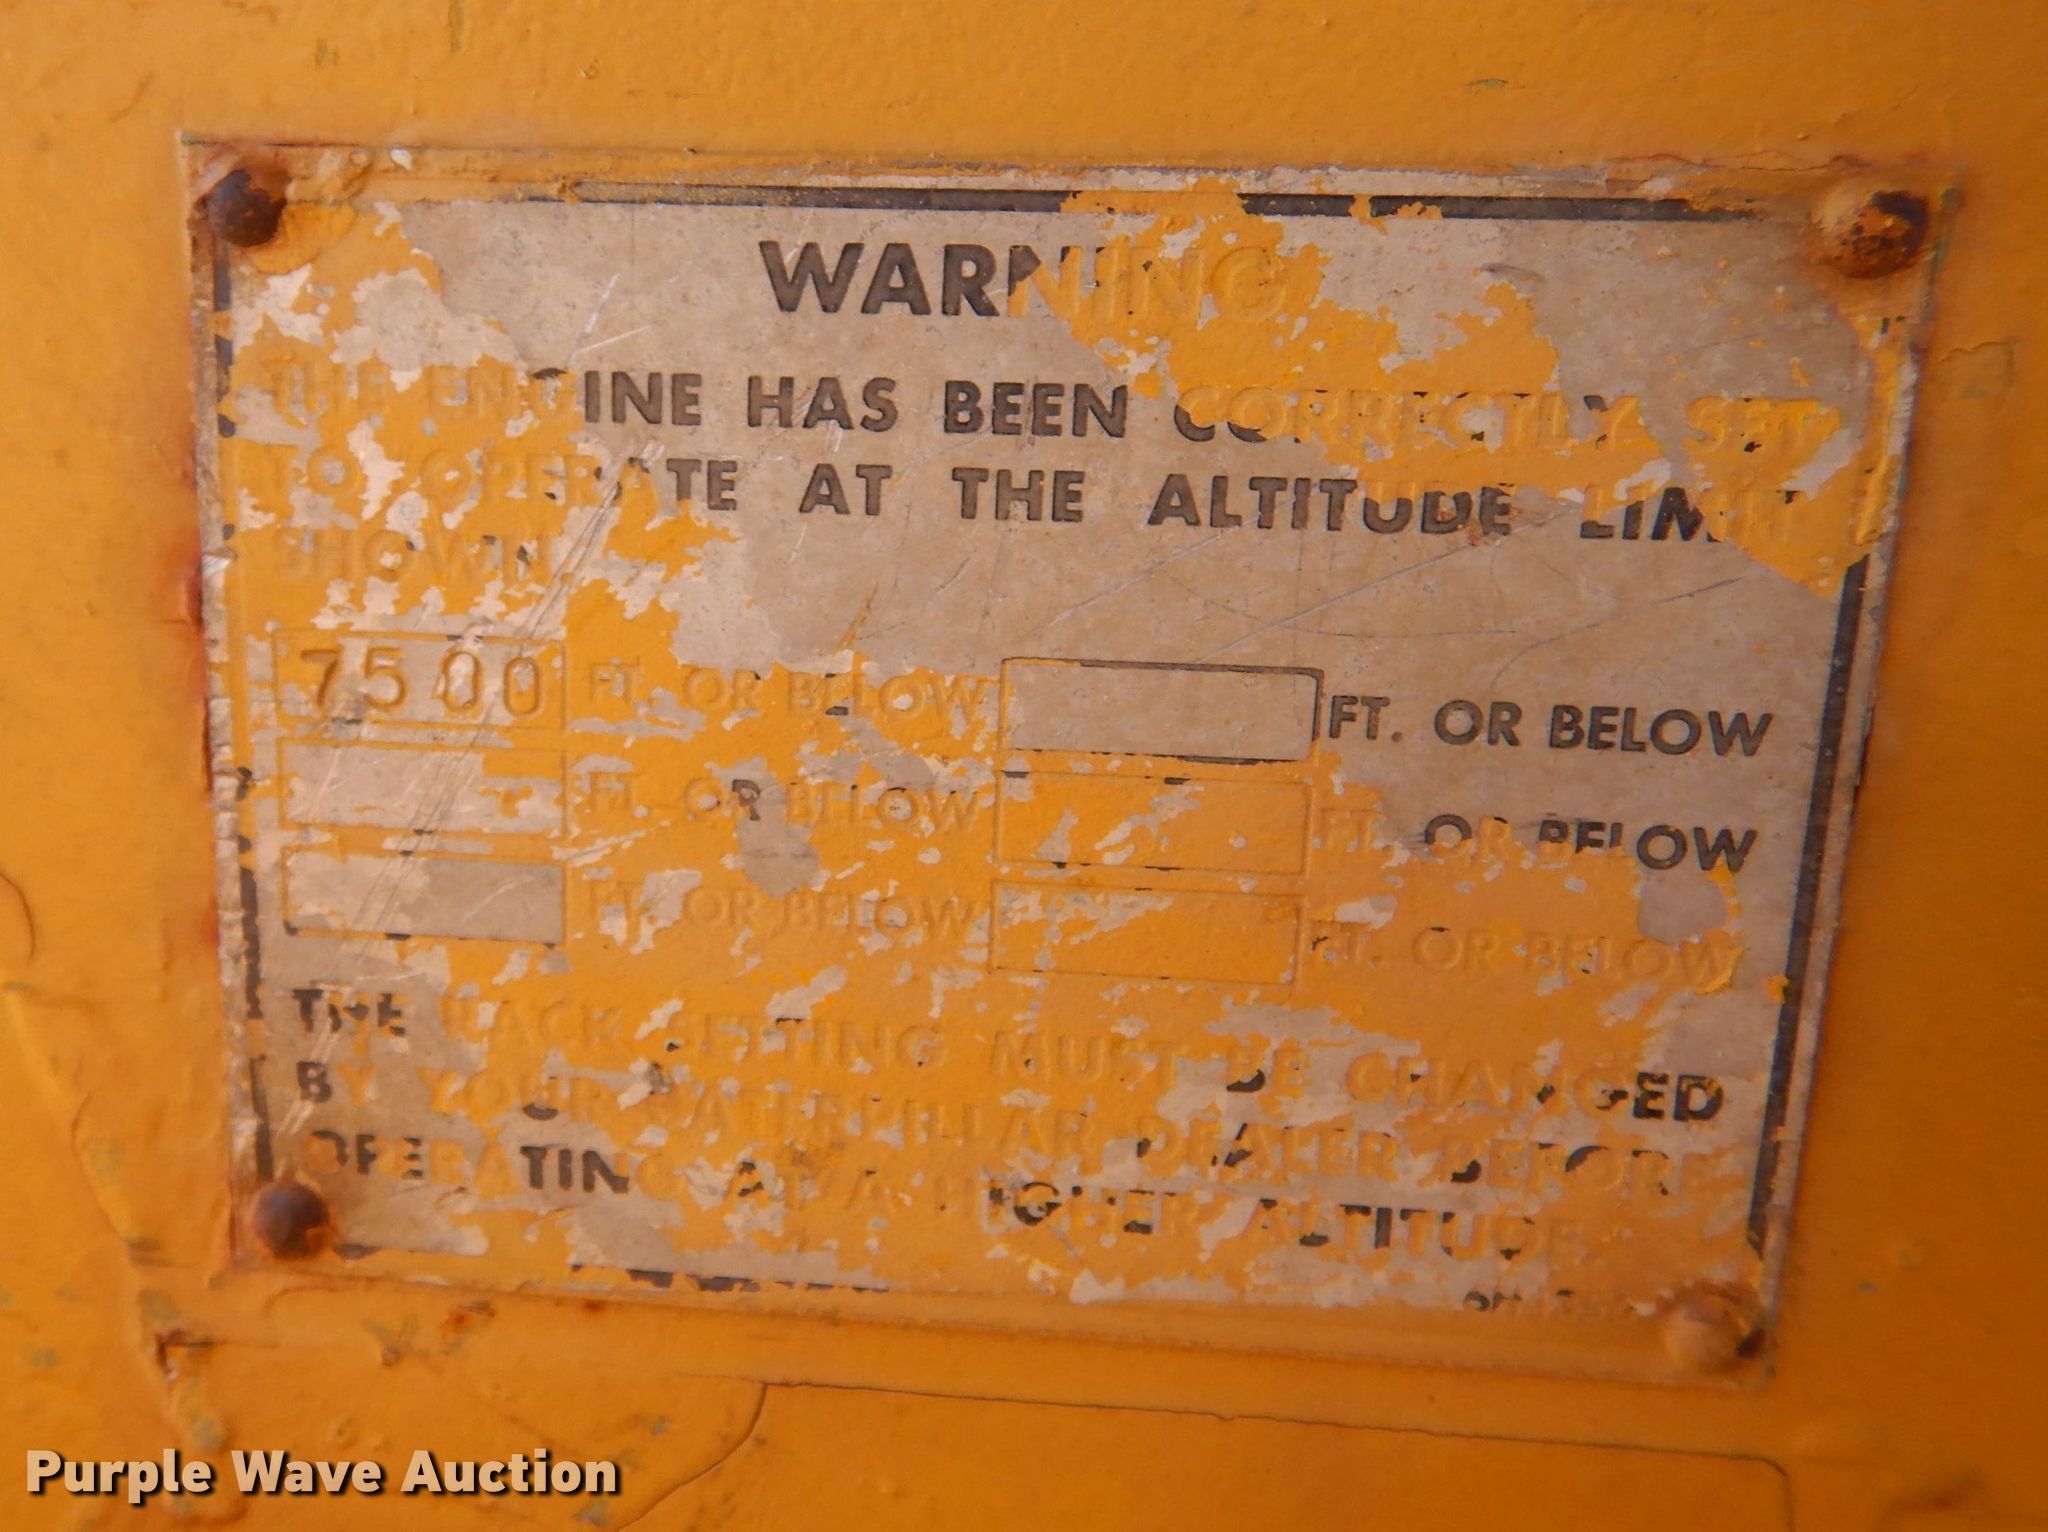 WARNING
THE ENGINE HAS BEEN CORRECTLY SET
TO OPERATE AT THE ALTITUDE LIMIT
SHOWN.
7500 FT. OR BELOW FT. OR BELOW
FT. OR BELOW FT. OR BELOW
FT. OR BELOW FT. OR BELOW
THE RACK SETTING MUST BE CHANGED
BY YOUR CATERPILLAR DEALER BEFORE
OPERATING AT A HIGHER ALTITUDE
Purple Wave Auction